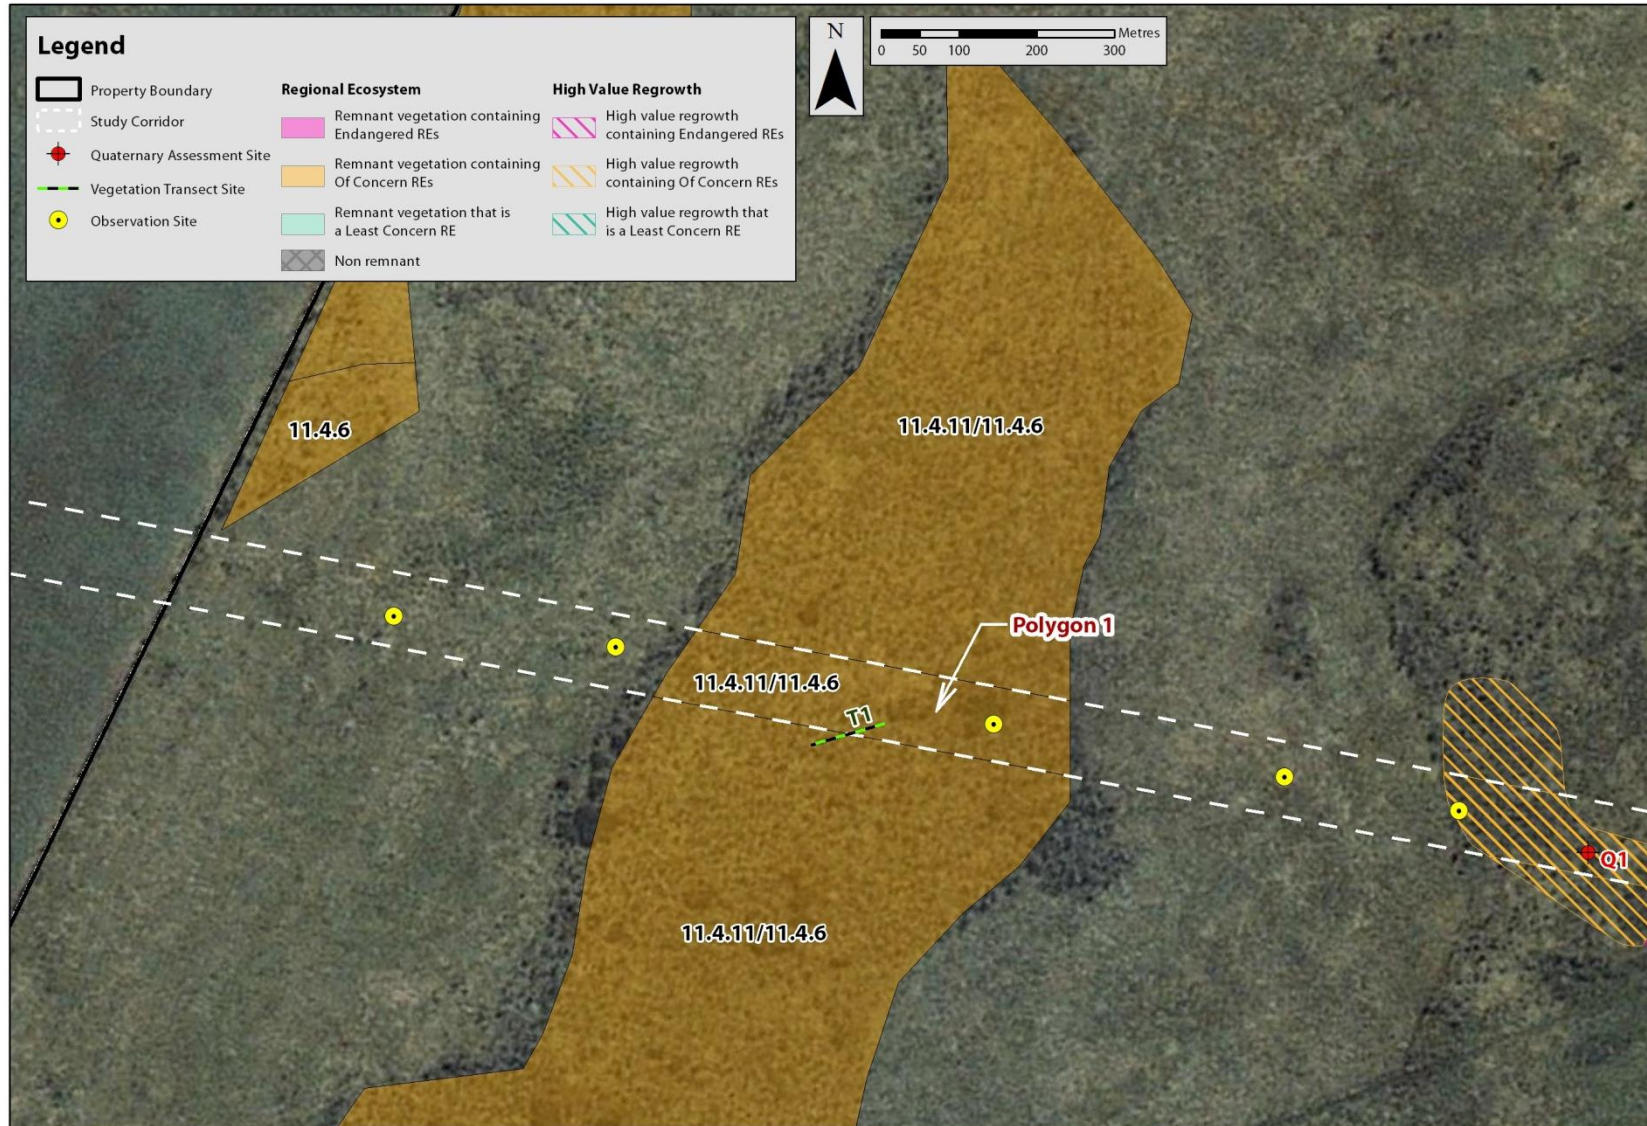 Legend
Property Boundary
Study Corridor
Quaternary Assessment Site
Vegetation Transect Site
Observation Site
Regional Ecosystem
Remnant vegetation containing
Endangered REs
Remnant vegetation containing
Of Concern REs
Remnant vegetation that is
a Least Concern RE
Non remnant
High Value Regrowth
High value regrowth
containing Endangered REs
High value regrowth
containing Of Concern REs
High value regrowth that
is a Least Concern RE
N
Metres
0 50 100 200 300
11.4.6
11.4.11/11.4.6
Polygon 1
11.4.11/11.4.6
T1
Q1
11.4.11/11.4.6